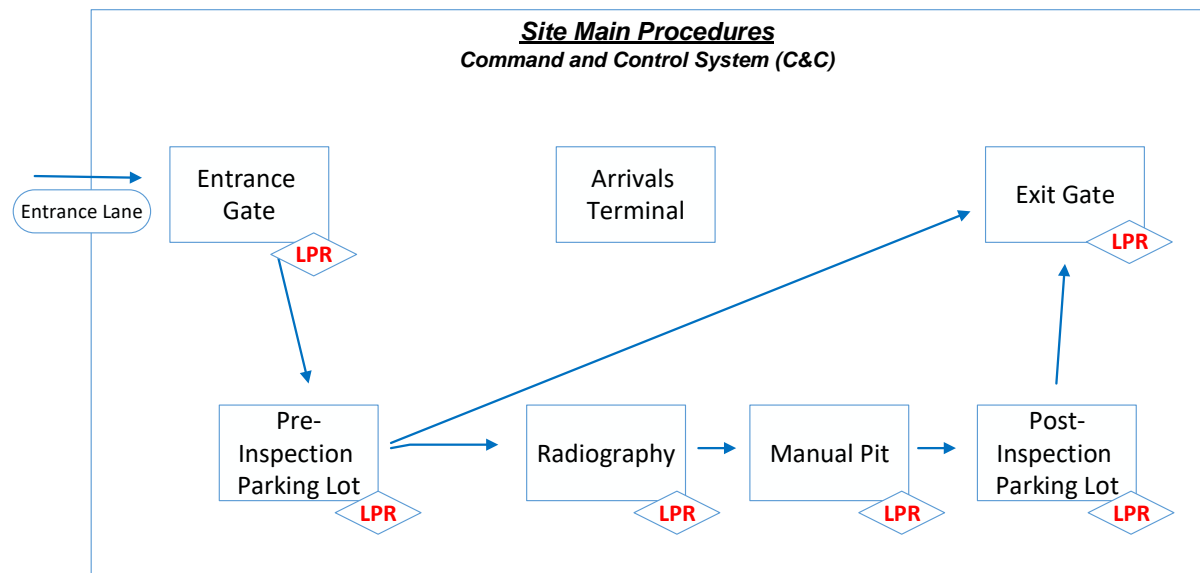 Site Main Procedures
Command and Control System (C&C)
Entrance Lane
Entrance
Gate
LPR
Arrivals
Terminal
Exit Gate
LPR
Pre-
Inspection
Parking Lot
LPR
Radiography
LPR
Manual Pit
LPR
Post-
Inspection
Parking Lot
LPR